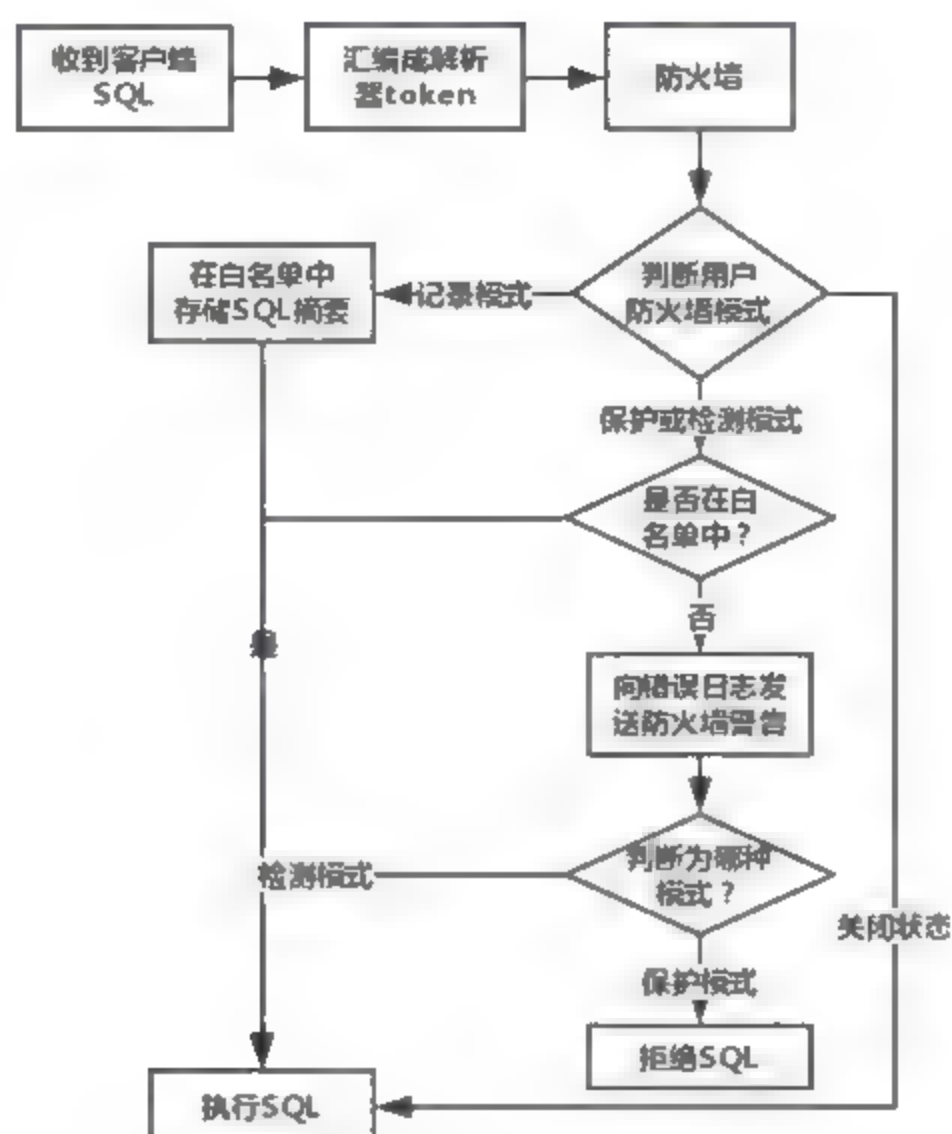 收到客户端
SQL
汇编成解析
器token
防火墙
判断用户
防火墙模式
记录模式
在白名单中
存储SQL摘要
保护或检测模式
是否在白
名单中？
否
是
向错误日志发
送防火墙警告
判断为哪种
模式？
检测模式
关闭状态
保护模式
拒绝SQL
执行SQL